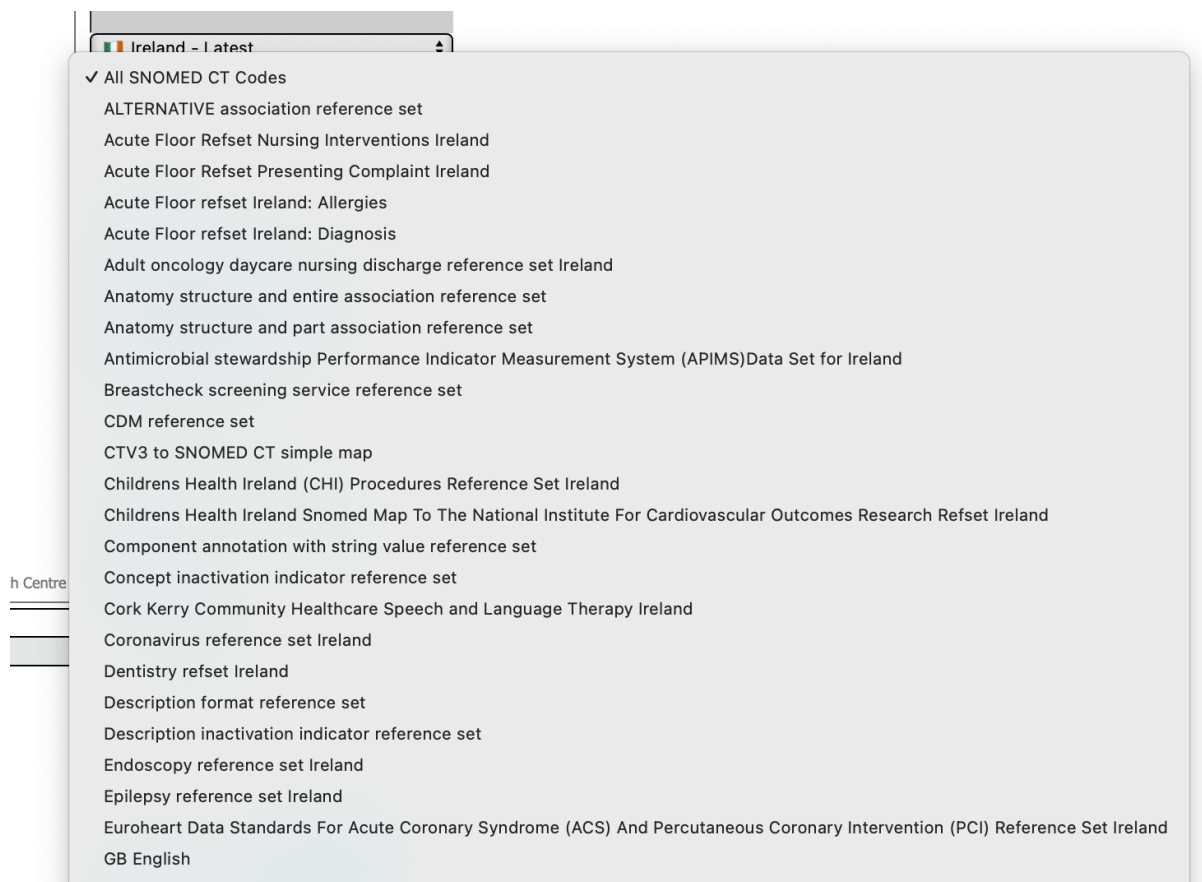 Ireland - Latest
✓ All SNOMED CT Codes
ALTERNATIVE association reference set
Acute Floor Refset Nursing Interventions Ireland
Acute Floor Refset Presenting Complaint Ireland
Acute Floor refset Ireland: Allergies
Acute Floor refset Ireland: Diagnosis
Adult oncology daycare nursing discharge reference set Ireland
Anatomy structure and entire association reference set
Anatomy structure and part association reference set
Antimicrobial stewardship Performance Indicator Measurement System (APIMS)Data Set for Ireland
Breastcheck screening service reference set
CDM reference set
CTV3 to SNOMED CT simple map
Childrens Health Ireland (CHI) Procedures Reference Set Ireland
Childrens Health Ireland Snomed Map To The National Institute For Cardiovascular Outcomes Research Refset Ireland
Component annotation with string value reference set
h Centre
Concept inactivation indicator reference set
Cork Kerry Community Healthcare Speech and Language Therapy Ireland
Coronavirus reference set Ireland
Dentistry refset Ireland
Description format reference set
Description inactivation indicator reference set
Endoscopy reference set Ireland
Epilepsy reference set Ireland
Euroheart Data Standards For Acute Coronary Syndrome (ACS) And Percutaneous Coronary Intervention (PCI) Reference Set Ireland
GB English